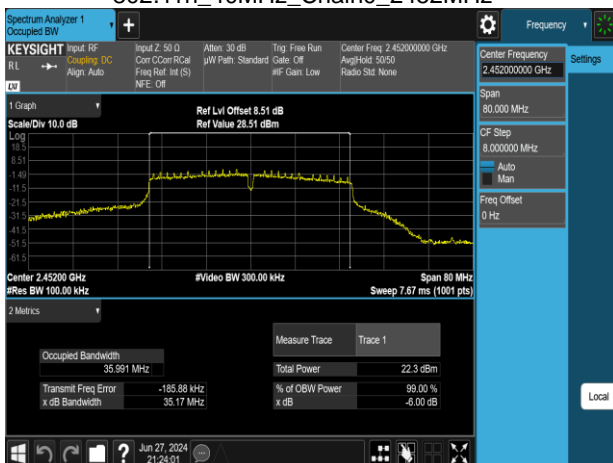 802.11n_40MHz_Chain0_2452MHz
Spectrum Analyzer 1
Occupied BW
Frequency
KEYSIGHT
RL
Input: RF
Coupling: DC
Align: Auto
Input Z: 50 Ω
Corr CCorr RCal
Freq Ref: Int (S)
NFE: Off
Atten: 30 dB
µW Path: Standard
Trig: Free Run
Gate: Off
#IF Gain: Low
Center Freq: 2.452000000 GHz
Avg|Hold: 50/50
Radio Std: None
Center Frequency
2.452000000 GHz
Settings
Span
80.000 MHz
CF Step
8.000000 MHz
Auto
Man
Freq Offset
0 Hz
1 Graph
Scale/Div 10.0 dB
Ref Lvl Offset 8.51 dB
Ref Value 28.51 dBm
Log
18.5
8.51
-1.49
-11.5
-21.5
-31.5
-41.5
-51.5
-61.5
Center 2.45200 GHz
#Res BW 100.00 kHz
#Video BW 300.00 kHz
Span 80 MHz
Sweep 7.67 ms (1001 pts)
2 Metrics
Measure Trace
Trace 1
Occupied Bandwidth
35.991 MHz
Total Power
22.3 dBm
Transmit Freq Error
-185.88 kHz
% of OBW Power
99.00 %
x dB Bandwidth
35.17 MHz
x dB
-6.00 dB
Local
Jun 27, 2024
21:24:01